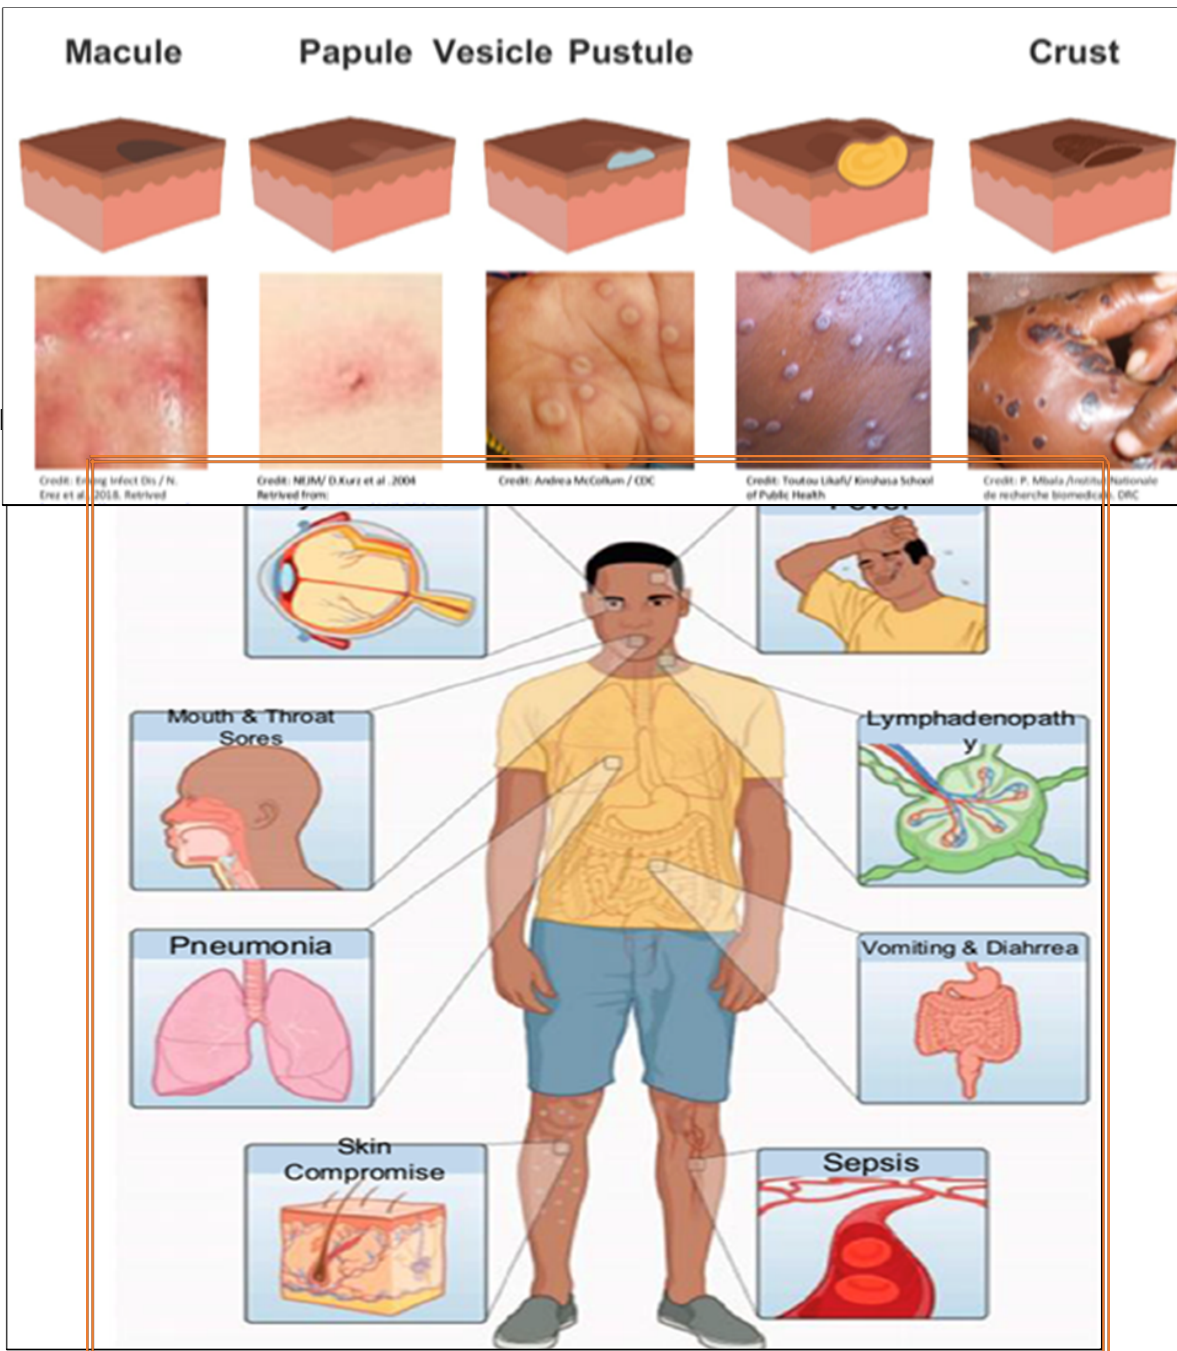 Macule
Papule Vesicle Pustule
Crust
Credit: Emerg Infect Dis / N.
Erez et al. 2018. Retrived
Credit: NEJM/ D.Kurz et al .2004
Retrived from:
Credit: Andrea McCollum / CDC
Credit: Toutou Likafi/ Kinshasa School
of Public Health
Credit: P. Mbala /Institut Nationale
de recherche biomedicale, DRC
Fever
Mouth & Throat
Sores
Lymphadenopath
y
Pneumonia
Vomiting & Diahrrea
Skin
Compromise
Sepsis